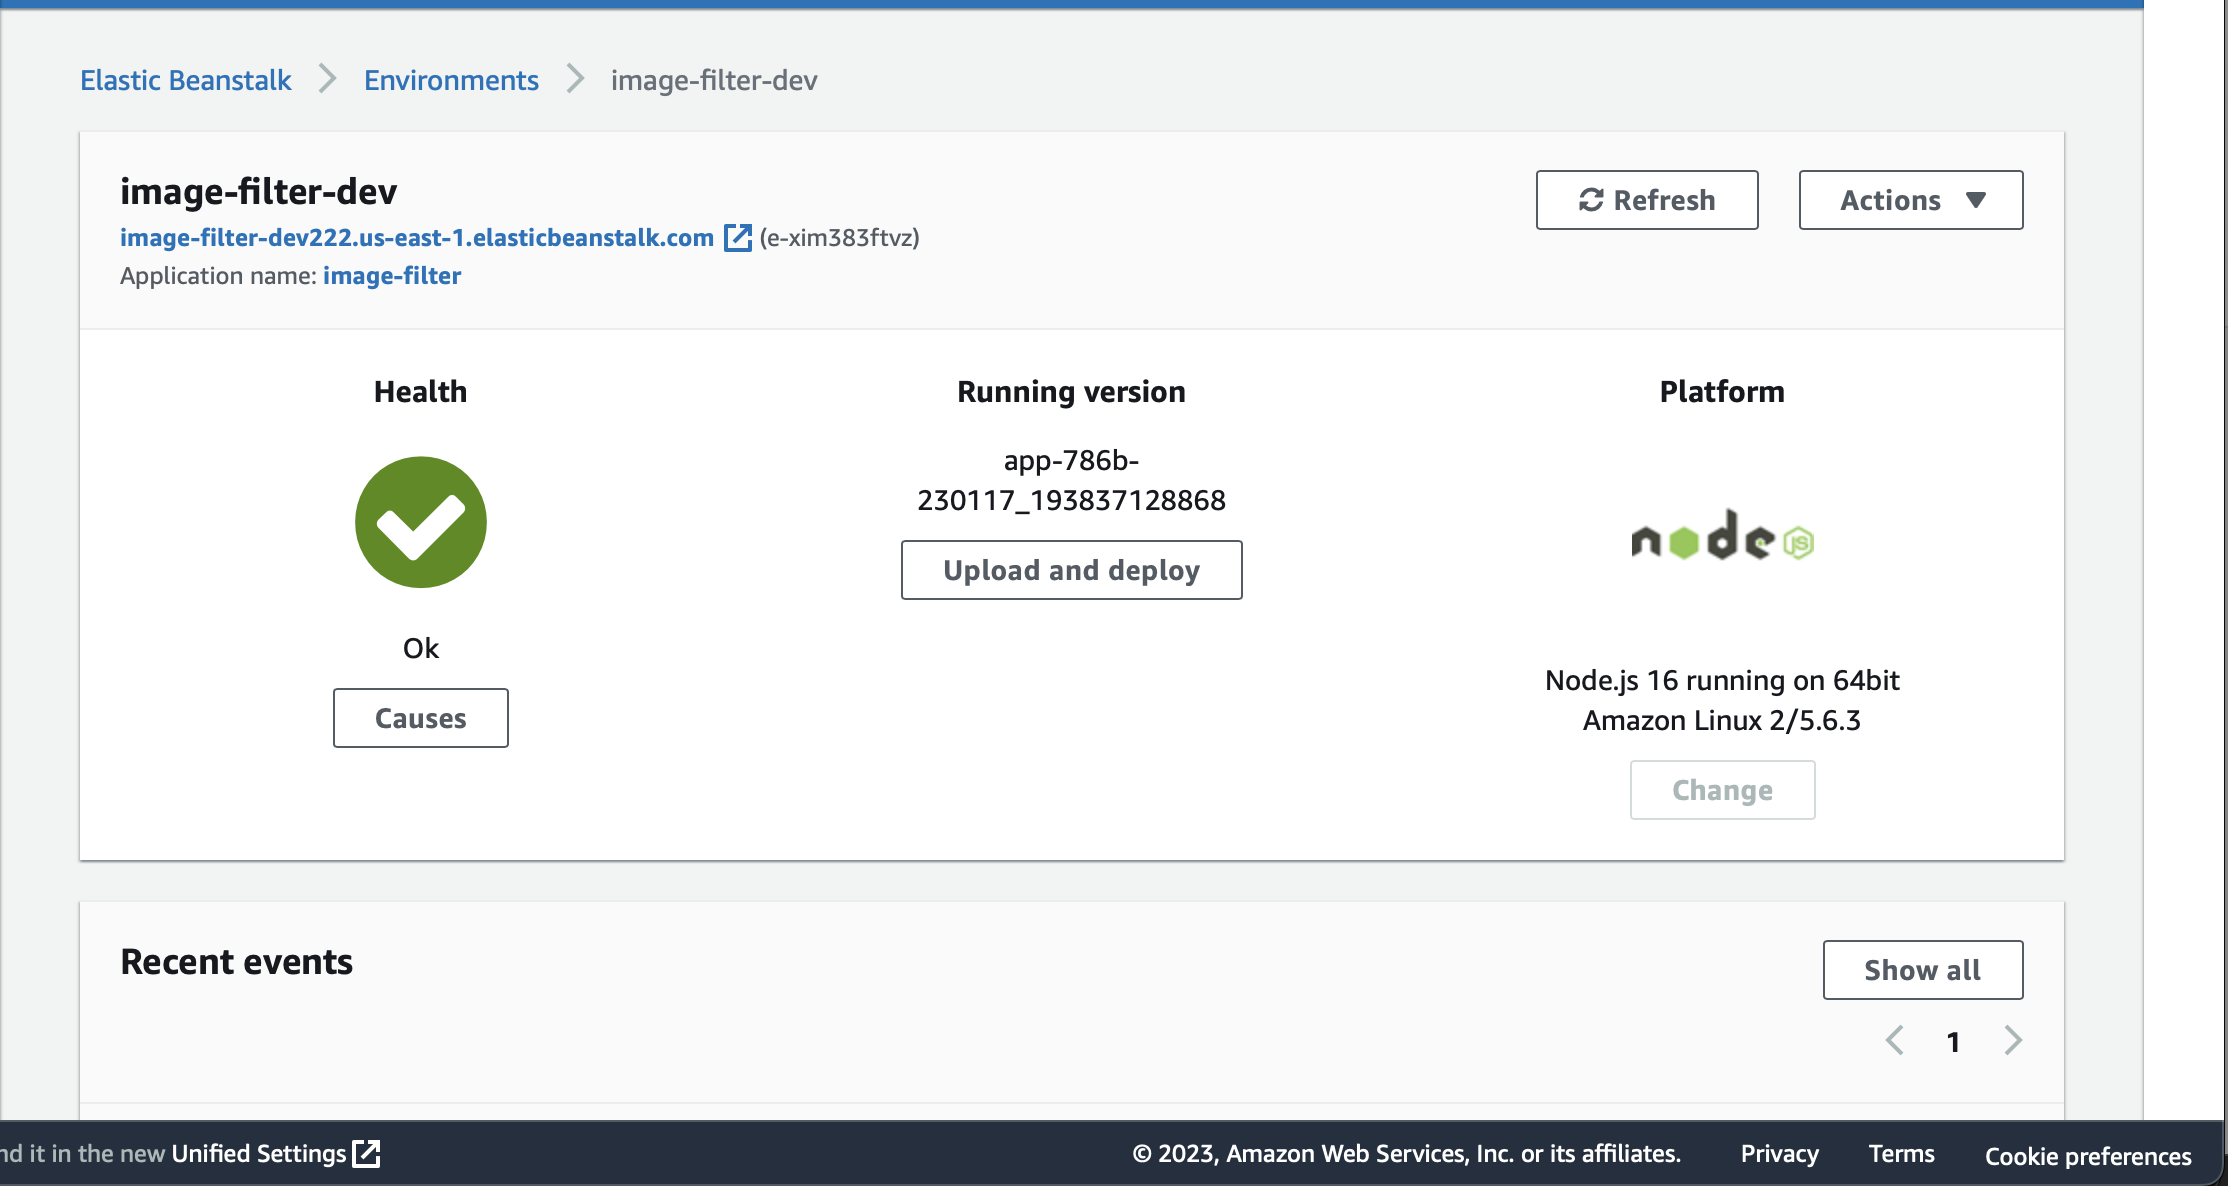 Elastic Beanstalk > Environments > image-filter-dev
image-filter-dev
Refresh
Actions
image-filter-dev222.us-east-1.elasticbeanstalk.com (e-xim383ftvz)
Application name: image-filter
Health
Ok
Causes
Running version
app-786b-
230117_193837128868
Upload and deploy
Platform
node JS
Node.js 16 running on 64bit
Amazon Linux 2/5.6.3
Change
Recent events
Show all
1
nd it in the new Unified Settings
© 2023, Amazon Web Services, Inc. or its affiliates.
Privacy
Terms
Cookie preferences